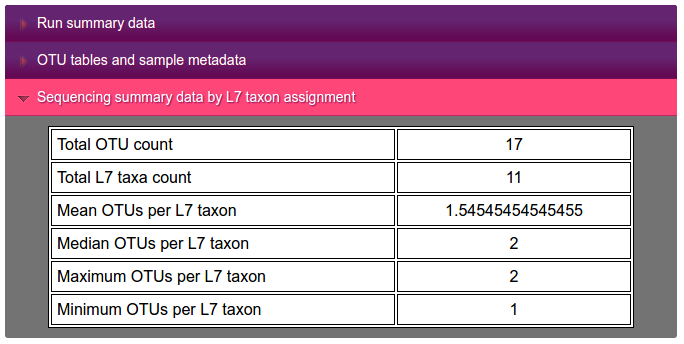 Run summary data
OTU tables and sample metadata
Sequencing summary data by L7 taxon assignment
Total OTU count 17
Total L7 taxa count 11
Mean OTUs per L7 taxon 1.54545454545455
Median OTUs per L7 taxon 2
Maximum OTUs per L7 taxon 2
Minimum OTUs per L7 taxon 1